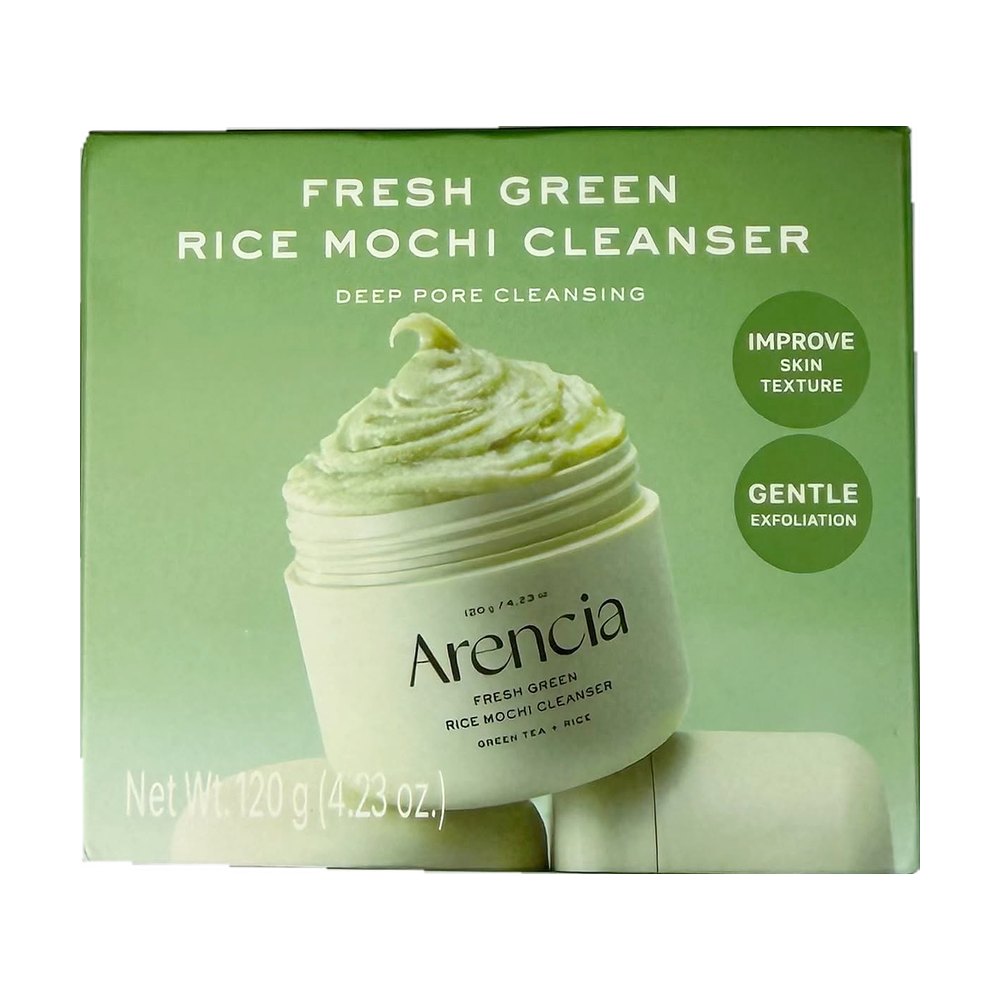 FRESH GREEN
RICE MOCHI CLEANSER
DEEP PORE CLEANSING
IMPROVE
SKIN
TEXTURE
GENTLE
EXFOLIATION
120 g / 4.23 oz
Arencia
FRESH GREEN
RICE MOCHI CLEANSER
GREEN TEA + RICE
Net Wt. 120 g (4.23 oz.)